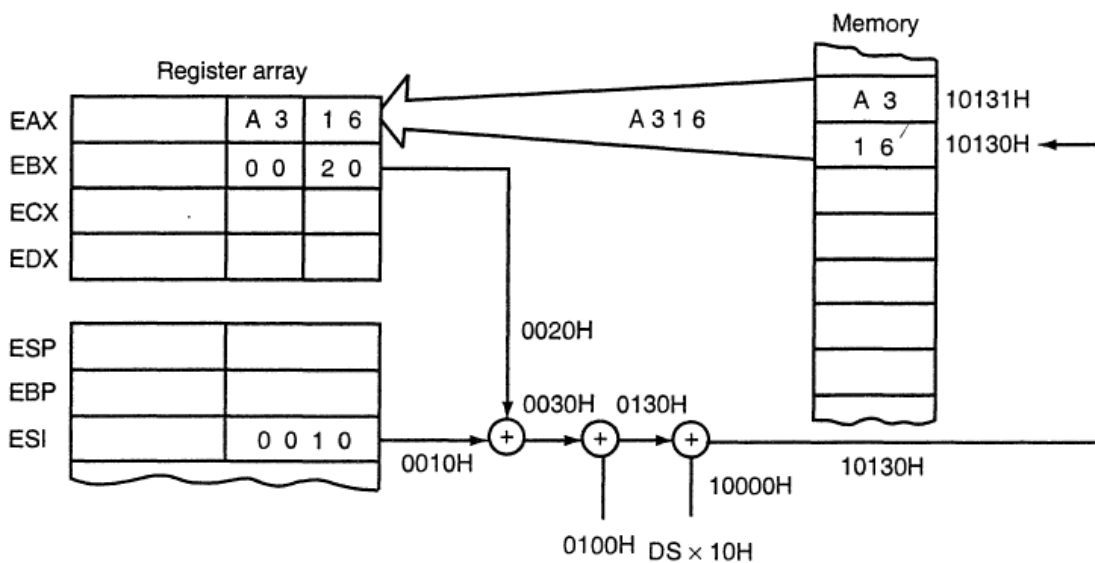 Memory
Register array
EAX A 3 1 6
A 3 1 6
A 3 10131H
EBX 0 0 2 0
1 6 10130H
ECX
EDX
0020H
ESP
EBP
0030H 0130H
ESI 0 0 1 0
+ + +
0010H
10000H
10130H
0100H DS × 10H